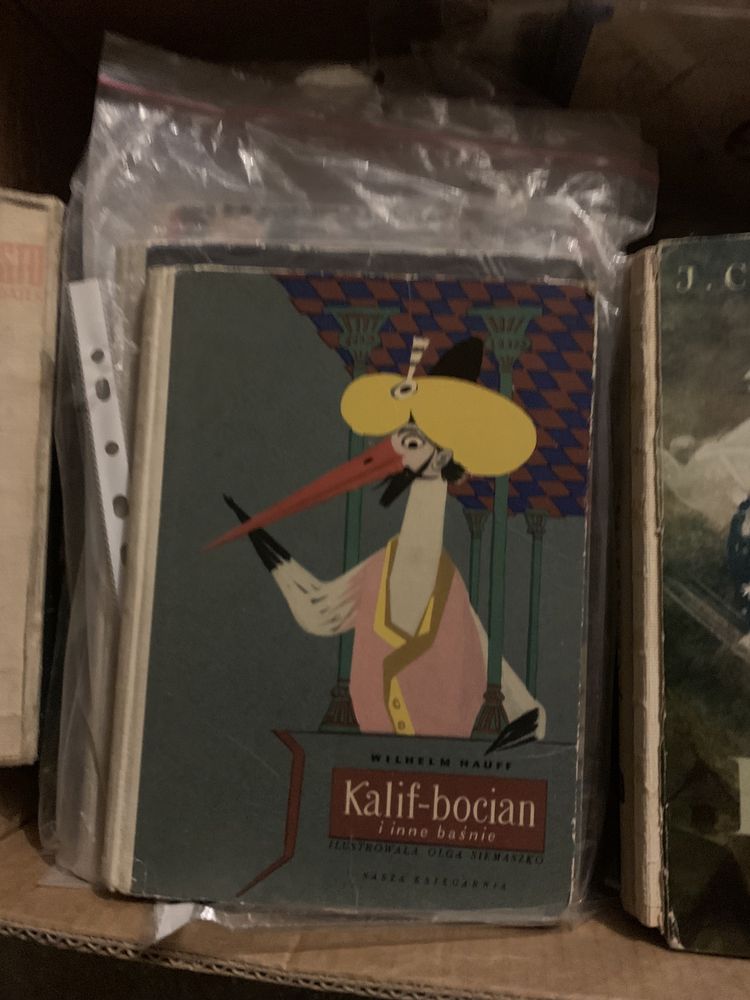 WILHELM HAUFF
Kalif-bocian
i inne baśnie
ILUSTROWAŁA OLGA SIEMASZKO
NASZA KSIĘGARNIA
J. C